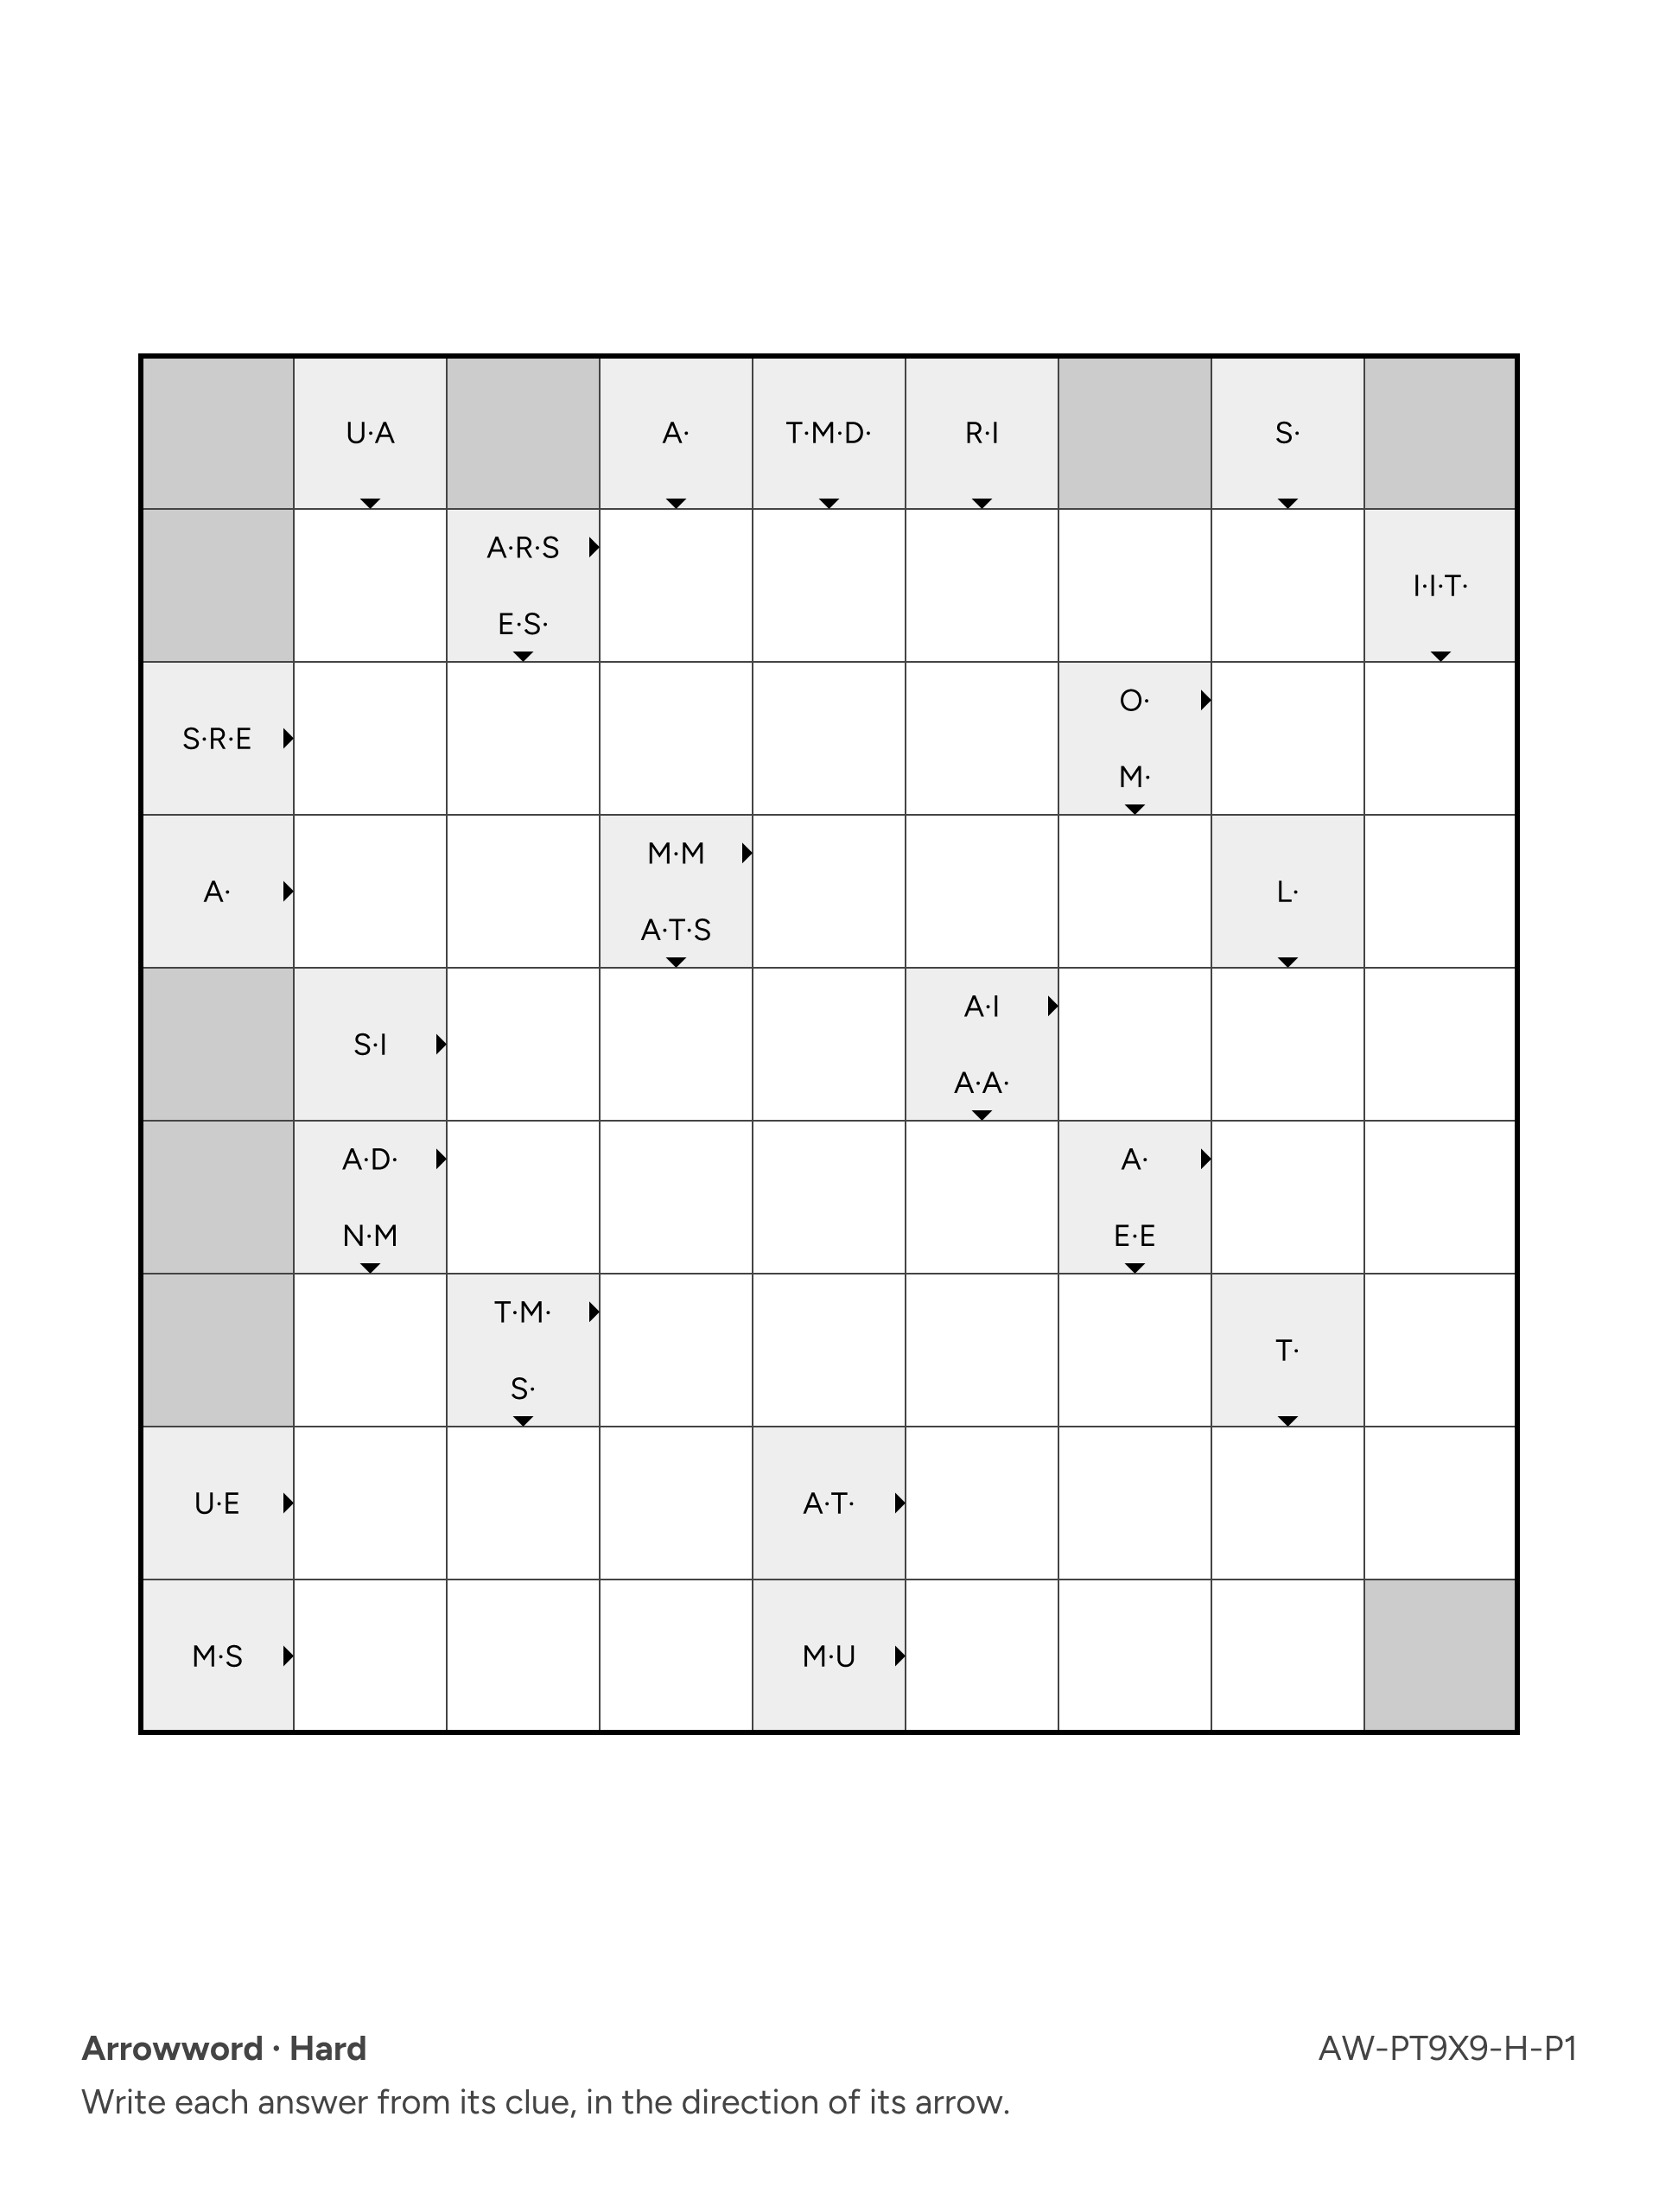 U·A
A·
T·M·D·
R·I
S·
A·R·S
E·S·
I·I·T·
S·R·E
O·
M·
A·
M·M
A·T·S
L·
S·I
A·I
A·A·
A·D·
N·M
A·
E·E
T·M·
S·
T·
U·E
A·T·
M·S
M·U
Arrowword · Hard
AW-PT9X9-H-P1
Write each answer from its clue, in the direction of its arrow.